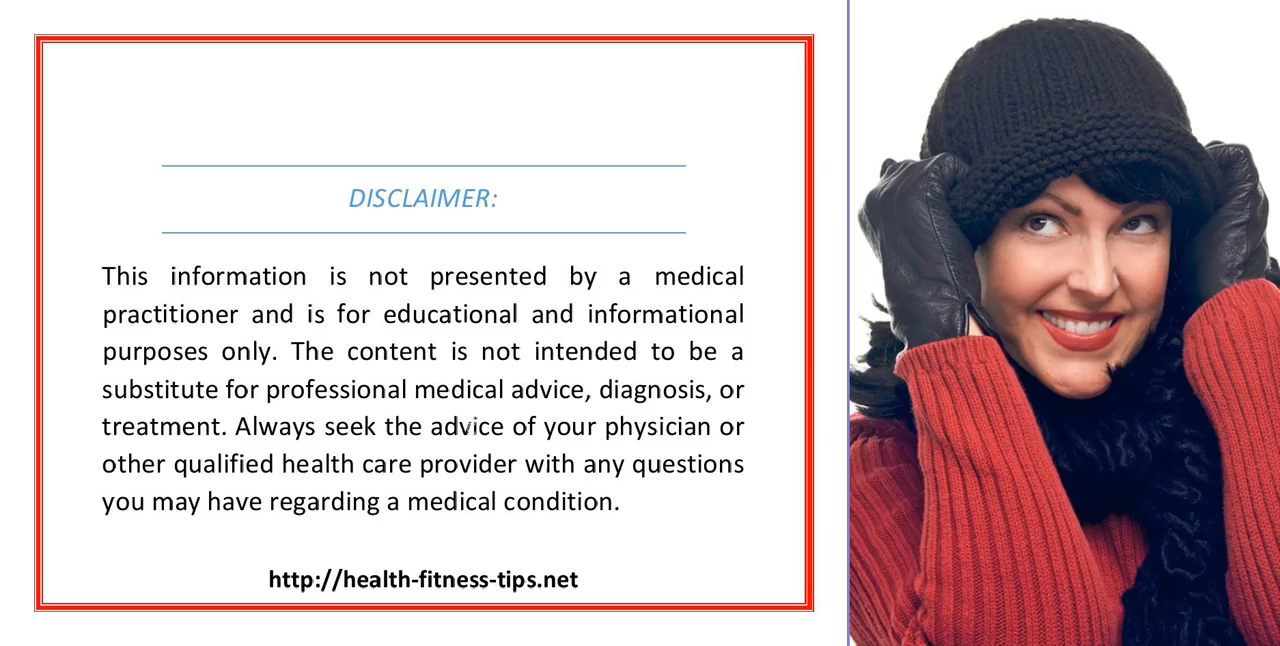 DISCLAIMER:
This information is not presented by a medical
practitioner and is for educational and informational
purposes only. The content is not intended to be a
substitute for professional medical advice, diagnosis, or
treatment. Always seek the advice of your physician or
other qualified health care provider with any questions
you may have regarding a medical condition.
http://health-fitness-tips.net